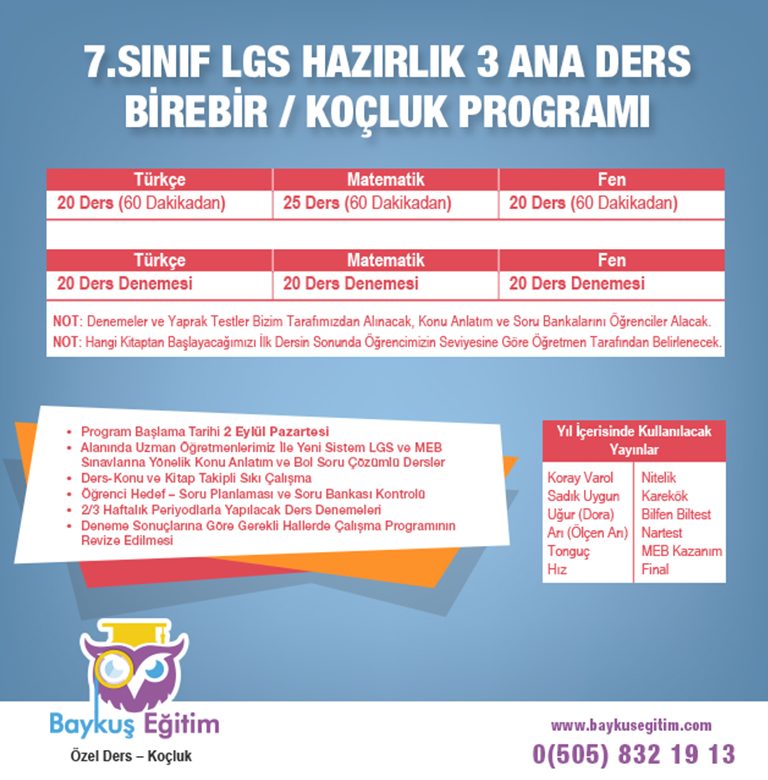 7.SINIF LGS HAZIRLIK 3 ANA DERS
BİREBİR / KOÇLUK PROGRAMI
Türkçe Matematik Fen
20 Ders (60 Dakikadan) 25 Ders (60 Dakikadan) 20 Ders (60 Dakikadan)
Türkçe Matematik Fen
20 Ders Denemesi 20 Ders Denemesi 20 Ders Denemesi
NOT: Denemeler ve Yaprak Testler Bizim Tarafımızdan Alınacak, Konu Anlatım ve Soru Bankalarını Öğrenciler Alacak.
NOT: Hangi Kitaptan Başlayacağımızı İlk Dersin Sonunda Öğrencimizin Seviyesine Göre Öğretmen Tarafından Belirlenecek.
• Program Başlama Tarihi 2 Eylül Pazartesi
• Alanında Uzman Öğretmenlerimiz İle Yeni Sistem LGS ve MEB
Sınavlarına Yönelik Konu Anlatım ve Bol Soru Çözümlü Dersler
• Ders-Konu ve Kitap Takipli Sıkı Çalışma
• Öğrenci Hedef – Soru Planlaması ve Soru Bankası Kontrolü
• 2/3 Haftalık Periyodlarla Yapılacak Ders Denemeleri
• Deneme Sonuçlarına Göre Gerekli Hallerde Çalışma Programının
Revize Edilmesi
Yıl İçerisinde Kullanılacak
Yayınlar
Koray Varol Nitelik
Sadık Uygun Karekök
Uğur (Dora) Bilfen Biltest
Arı (Ölçen Arı) Nartest
Tonguç MEB Kazanım
Hız Final
Baykuş Eğitim
Özel Ders – Koçluk
www.baykusegitim.com
0(505) 832 19 13